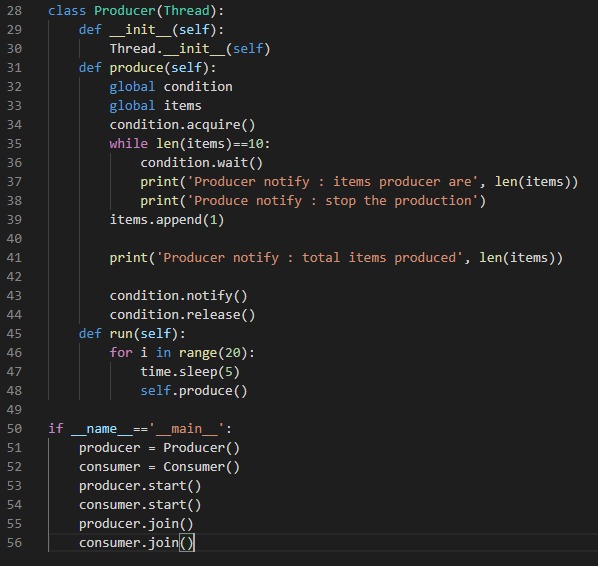 28 class Producer(Thread):
29     def __init__(self):
30         Thread.__init__(self)
31     def produce(self):
32         global condition
33         global items
34         condition.acquire()
35         while len(items)==10:
36             condition.wait()
37             print('Producer notify : items producer are', len(items))
38             print('Produce notify : stop the production')
39         items.append(1)
40
41         print('Producer notify : total items produced', len(items))
42
43         condition.notify()
44         condition.release()
45     def run(self):
46         for i in range(20):
47             time.sleep(5)
48             self.produce()
49
50 if __name__=='__main__':
51     producer = Producer()
52     consumer = Consumer()
53     producer.start()
54     consumer.start()
55     producer.join()
56     consumer.join()